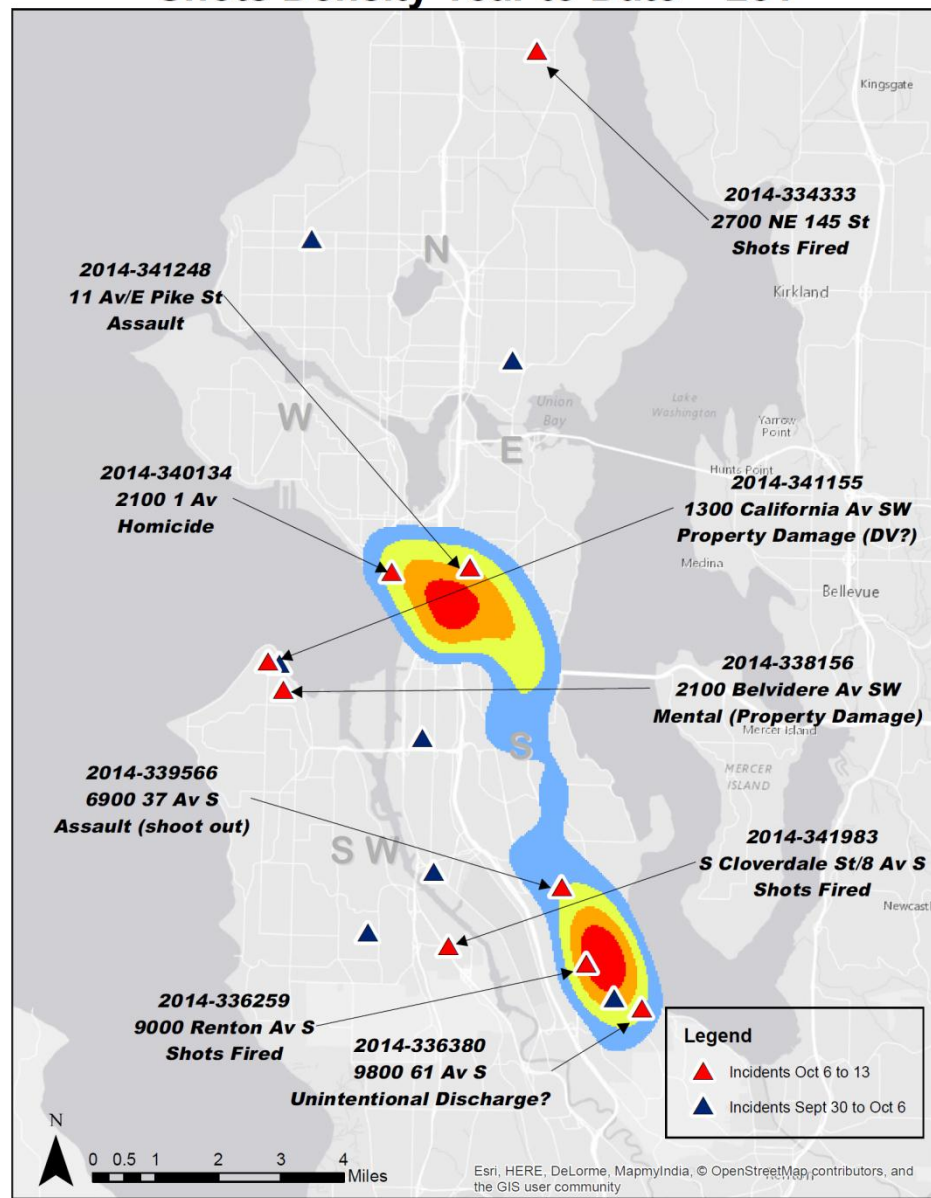 Kingsgate
2014-334333
2700 NE 145 St
Shots Fired
N
2014-341248
11 Av/E Pike St
Assault
Kirkland
Union
Bay
Lake
Washington
Yarrow
Point
W
E
Hunts Point
2014-340134
2100 1 Av
Homicide
2014-341155
1300 California Av SW
Property Damage (DV?)
Medina
Bellevue
2014-338156
2100 Belvidere Av SW
Mental (Property Damage)
Mercer Island
S
MERCER
ISLAND
2014-339566
6900 37 Av S
Assault (shoot out)
SW
2014-341983
S Cloverdale St/8 Av S
Shots Fired
2014-336259
9000 Renton Av S
Shots Fired
2014-336380
9800 61 Av S
Unintentional Discharge?
Legend
Incidents Oct 6 to 13
Incidents Sept 30 to Oct 6
N
0 0.5 1 2 3 4
Miles
Esri, HERE, DeLorme, MapmyIndia, © OpenStreetMap contributors, and
the GIS user community